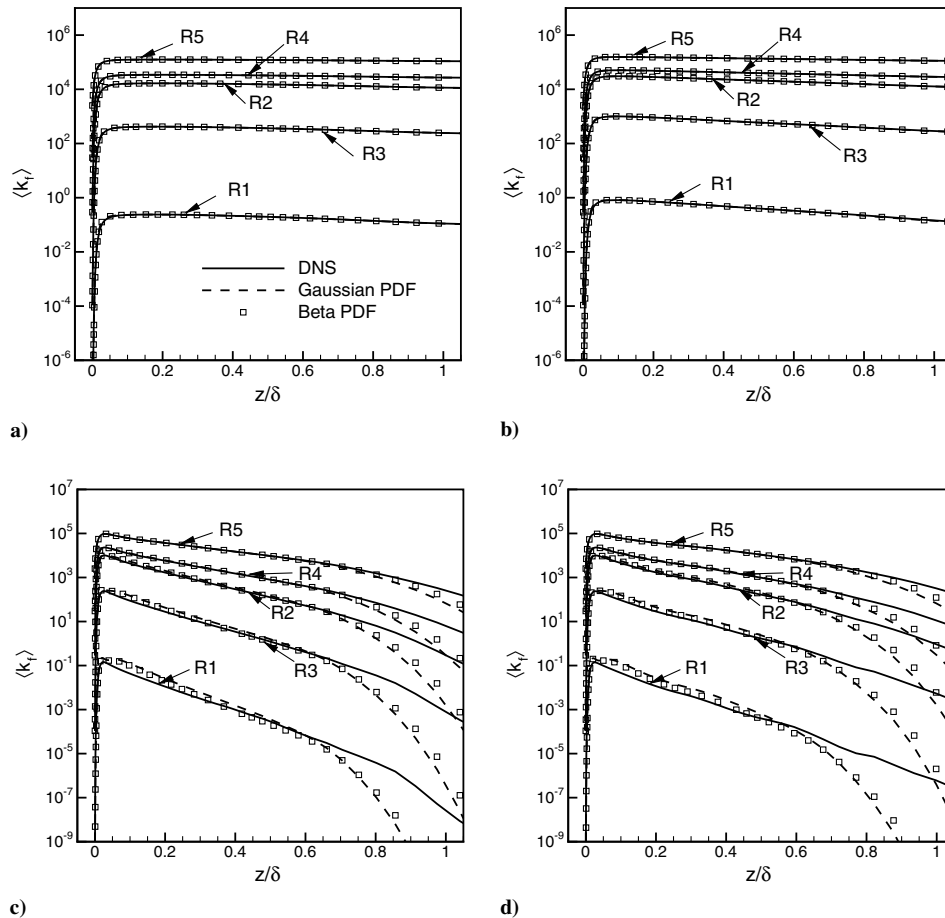 10^6
10^4
10^2
10^0
10^-2
10^-4
10^-6
⟨k_f⟩
R5
R4
R2
R3
R1
DNS
Gaussian PDF
Beta PDF
0 0.2 0.4 0.6 0.8 1
z/δ
a)
10^6
10^4
10^2
10^0
10^-2
10^-4
10^-6
⟨k_f⟩
R5
R4
R2
R3
R1
0 0.2 0.4 0.6 0.8 1
z/δ
b)
10^7
10^5
10^3
10^1
10^-1
10^-3
10^-5
10^-7
10^-9
⟨k_f⟩
R5
R4
R2
R3
R1
0 0.2 0.4 0.6 0.8 1
z/δ
c)
10^7
10^5
10^3
10^1
10^-1
10^-3
10^-5
10^-7
10^-9
⟨k_f⟩
R5
R4
R2
R3
R1
0 0.2 0.4 0.6 0.8 1
z/δ
d)